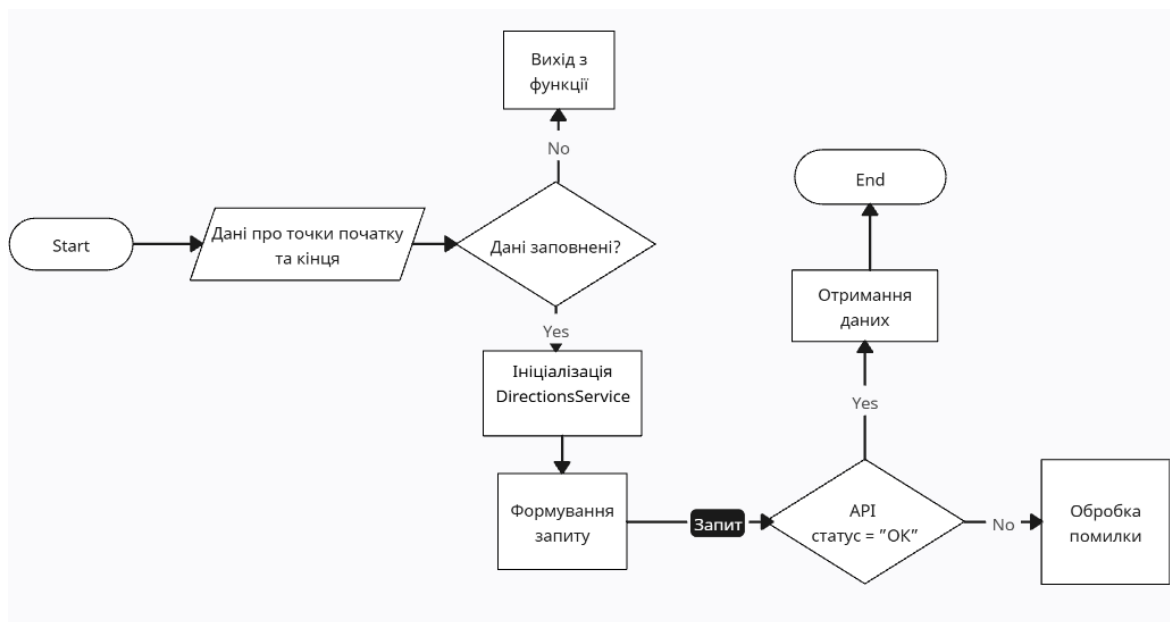 Start
Дані про точки початку
та кінця
Дані заповнені?
No
Вихід з
функції
Yes
Ініціалізація
DirectionsService
Формування
запиту
Запит
API
статус = ”ОК”
Yes
Отримання
даних
End
No
Обробка
помилки